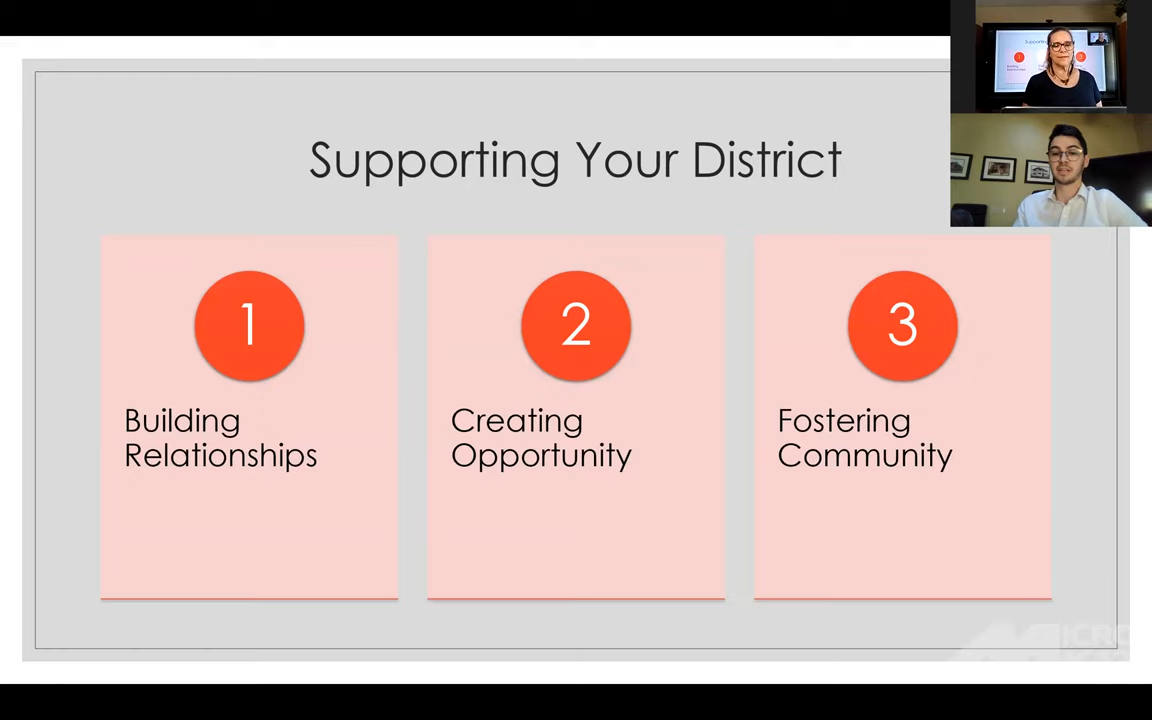 Supporting Your District
1
Building
Relationships
2
Creating
Opportunity
3
Fostering
Community